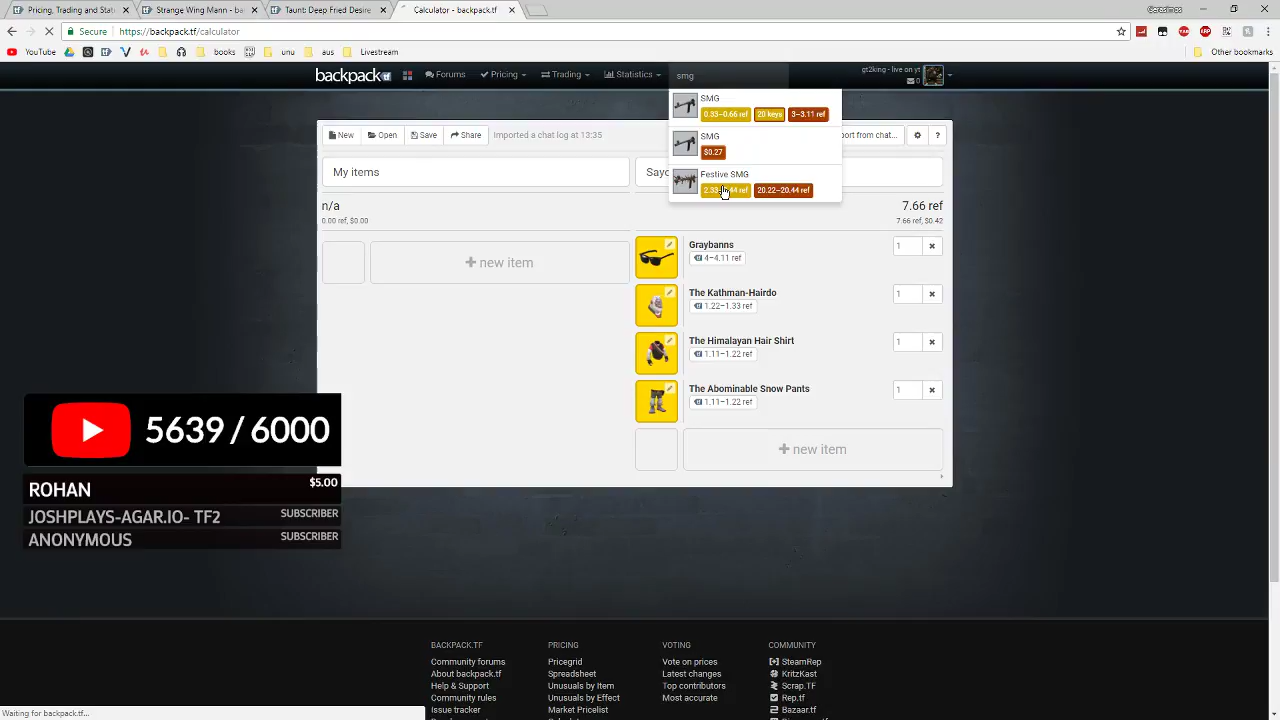 Pricing, Trading and Stat
Strange Wing Mann - ba
Taunt: Deep Fried Desire
Calculator - backpack.tf
Secure
https://backpack.tf/calculator
YouTube
books
unu
aus
Livestream
Other bookmarks
backpack.tf
Forums
Pricing
Trading
Statistics
smg
gt2king - live on yt
0
SMG
0.33–0.66 ref
20 keys
3–3.11 ref
SMG
$0.27
Festive SMG
20.22–20.44 ref
New
Open
Save
Share
Imported a chat log at 13:35
port from chat...
?
My items
n/a
0.00 ref, $0.00
7.66 ref
7.66 ref, $0.42
+ new item
Graybanns
4–4.11 ref
1
The Kathman-Hairdo
1.22–1.33 ref
1
The Himalayan Hair Shirt
1.11–1.22 ref
1
The Abominable Snow Pants
1.11–1.22 ref
1
+ new item
5639 / 6000
ROHAN $5.00
JOSHPLAYS-AGAR.IO- TF2 SUBSCRIBER
ANONYMOUS SUBSCRIBER
BACKPACK.TF
Community forums
About backpack.tf
Help & Support
Community rules
Issue tracker
PRICING
Pricegrid
Spreadsheet
Unusuals by Item
Unusuals by Effect
Market Pricelist
VOTING
Vote on prices
Latest changes
Top contributors
Most accurate
COMMUNITY
SteamRep
KritzKast
Scrap.TF
Rep.tf
Bazaar.tf
Waiting for backpack.tf...